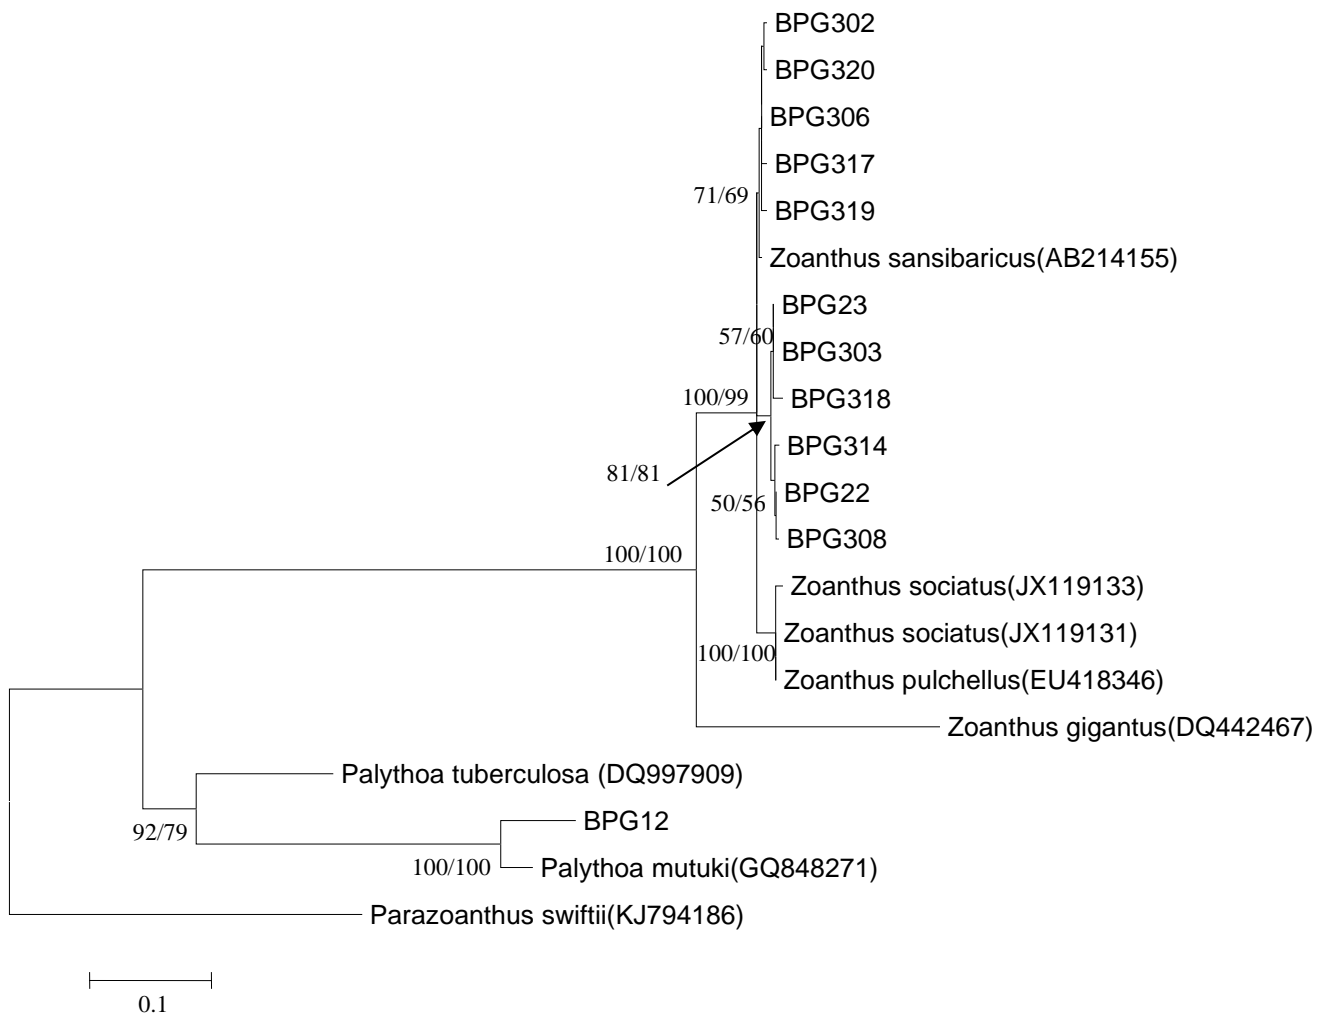 BPG302
BPG320
BPG306
BPG317
71/69
BPG319
Zoanthus sansibaricus(AB214155)
BPG23
57/60
BPG303
100/99
BPG318
BPG314
81/81
BPG22
50/56
BPG308
100/100
Zoanthus sociatus(JX119133)
Zoanthus sociatus(JX119131)
100/100
Zoanthus pulchellus(EU418346)
Zoanthus gigantus(DQ442467)
Palythoa tuberculosa (DQ997909)
BPG12
92/79
100/100
Palythoa mutuki(GQ848271)
Parazoanthus swiftii(KJ794186)
0.1